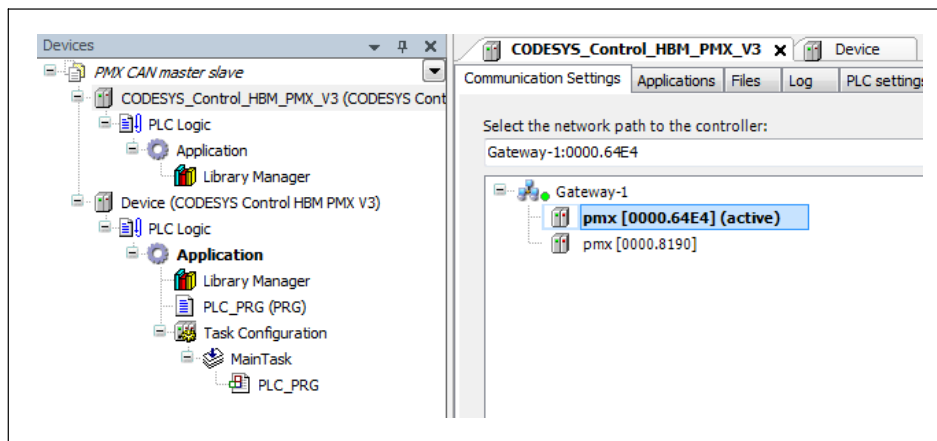 Devices
PMX CAN master slave
CODESYS_Control_HBM_PMX_V3 (CODESYS Cont
PLC Logic
Application
Library Manager
Device (CODESYS Control HBM PMX V3)
PLC Logic
Application
Library Manager
PLC_PRG (PRG)
Task Configuration
MainTask
PLC_PRG
CODESYS_Control_HBM_PMX_V3 Device
Communication Settings Applications Files Log PLC settings
Select the network path to the controller:
Gateway-1:0000.64E4
Gateway-1
pmx [0000.64E4] (active)
pmx [0000.8190]